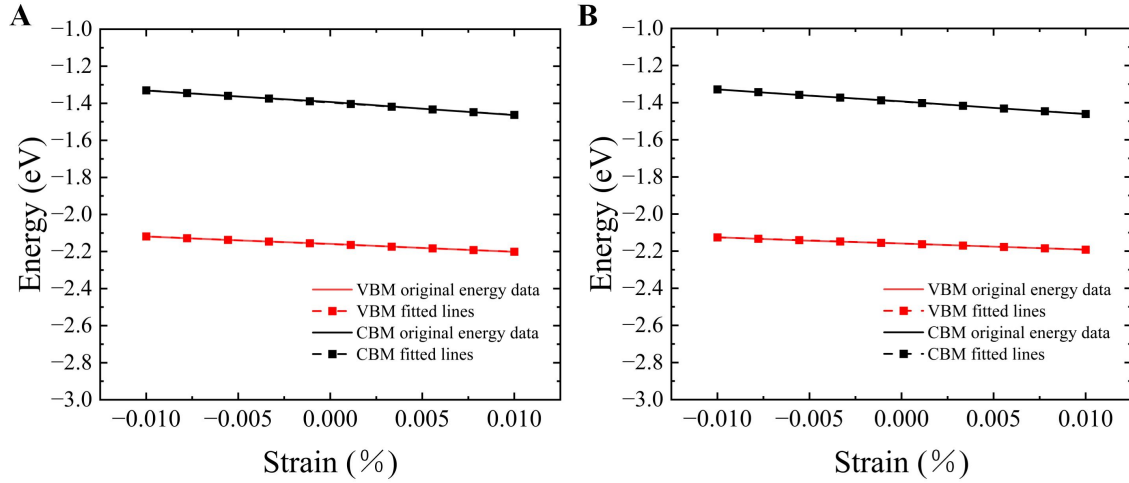 A
Energy (eV)
−1.0
−1.2
−1.4
−1.6
−1.8
−2.0
−2.2
−2.4
−2.6
−2.8
−3.0
VBM original energy data
VBM fitted lines
CBM original energy data
CBM fitted lines
−0.010
−0.005
0.000
0.005
0.010
Strain (%)
B
Energy (eV)
−1.0
−1.2
−1.4
−1.6
−1.8
−2.0
−2.2
−2.4
−2.6
−2.8
−3.0
VBM original energy data
VBM fitted lines
CBM original energy data
CBM fitted lines
−0.010
−0.005
0.000
0.005
0.010
Strain (%)